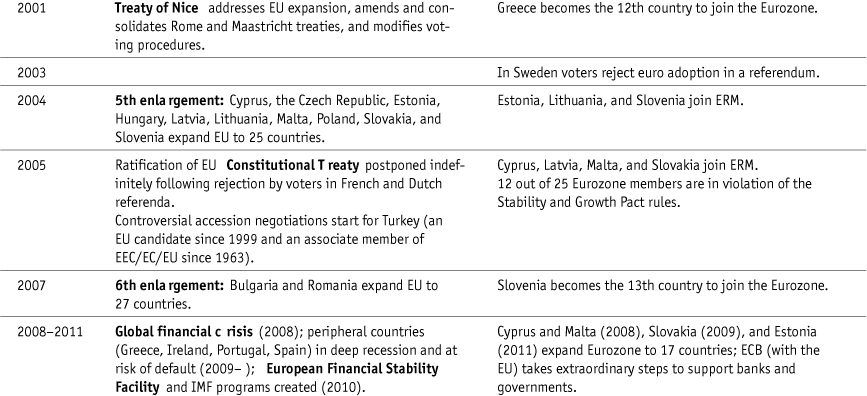 2001
Treaty of Nice addresses EU expansion, amends and con-
solidates Rome and Maastricht treaties, and modifies vot-
ing procedures.
Greece becomes the 12th country to join the Eurozone.
2003
In Sweden voters reject euro adoption in a referendum.
2004
5th enla rgement: Cyprus, the Czech Republic, Estonia,
Hungary, Latvia, Lithuania, Malta, Poland, Slovakia, and
Slovenia expand EU to 25 countries.
Estonia, Lithuania, and Slovenia join ERM.
2005
Ratification of EU Constitutional T reaty postponed indef-
initely following rejection by voters in French and Dutch
referenda.
Controversial accession negotiations start for Turkey (an
EU candidate since 1999 and an associate member of
EEC/EC/EU since 1963).
Cyprus, Latvia, Malta, and Slovakia join ERM.
12 out of 25 Eurozone members are in violation of the
Stability and Growth Pact rules.
2007
6th enla rgement: Bulgaria and Romania expand EU to
27 countries.
Slovenia becomes the 13th country to join the Eurozone.
2008–2011
Global financial c risis (2008); peripheral countries
(Greece, Ireland, Portugal, Spain) in deep recession and at
risk of default (2009– ); European Financial Stability
Facility and IMF programs created (2010).
Cyprus and Malta (2008), Slovakia (2009), and Estonia
(2011) expand Eurozone to 17 countries; ECB (with the
EU) takes extraordinary steps to support banks and
governments.